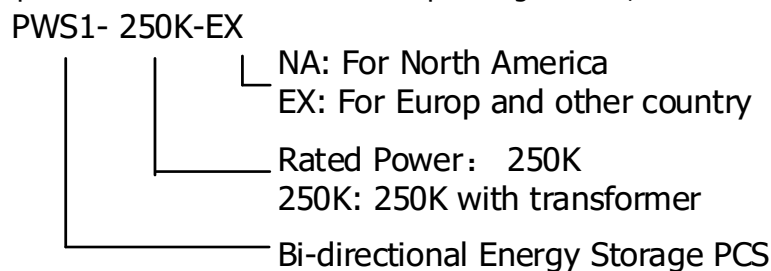 PWS1- 250K-EX
NA: For North America
EX: For Europ and other country
Rated Power： 250K
250K: 250K with transformer
Bi-directional Energy Storage PCS